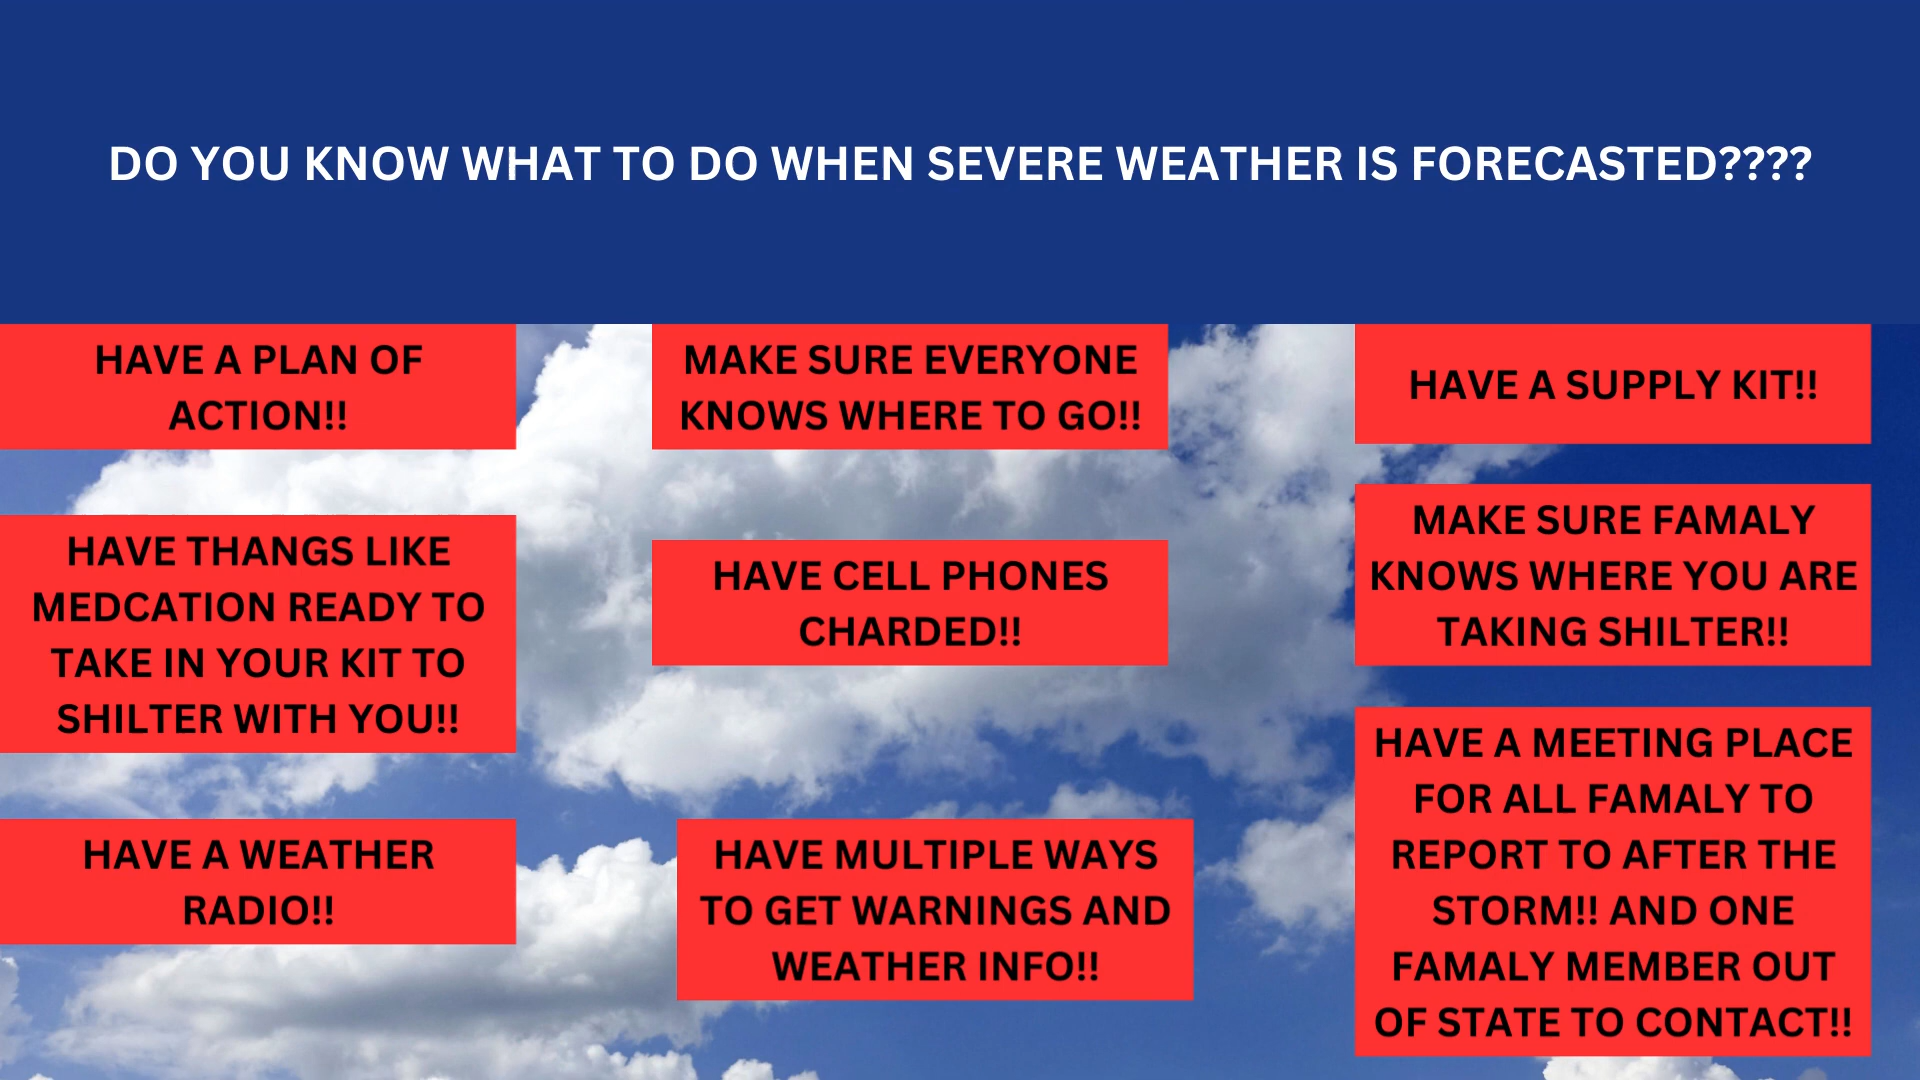 DO YOU KNOW WHAT TO DO WHEN SEVERE WEATHER IS FORECASTED????
HAVE A PLAN OF
ACTION!!
MAKE SURE EVERYONE
KNOWS WHERE TO GO!!
HAVE A SUPPLY KIT!!
HAVE THANGS LIKE
MEDCATION READY TO
TAKE IN YOUR KIT TO
SHILTER WITH YOU!!
HAVE CELL PHONES
CHARDED!!
MAKE SURE FAMALY
KNOWS WHERE YOU ARE
TAKING SHILTER!!
HAVE A WEATHER
RADIO!!
HAVE MULTIPLE WAYS
TO GET WARNINGS AND
WEATHER INFO!!
HAVE A MEETING PLACE
FOR ALL FAMALY TO
REPORT TO AFTER THE
STORM!! AND ONE
FAMALY MEMBER OUT
OF STATE TO CONTACT!!